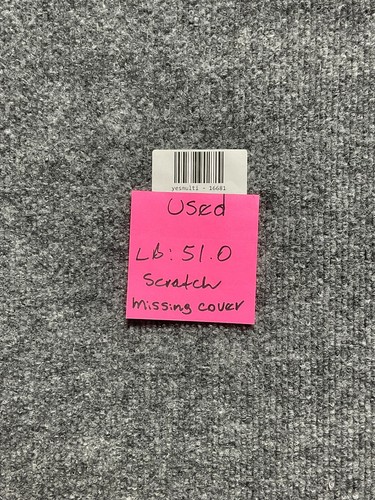 yesmulti - 16681
Used
LB: 51.0
Scratch
Missing cover